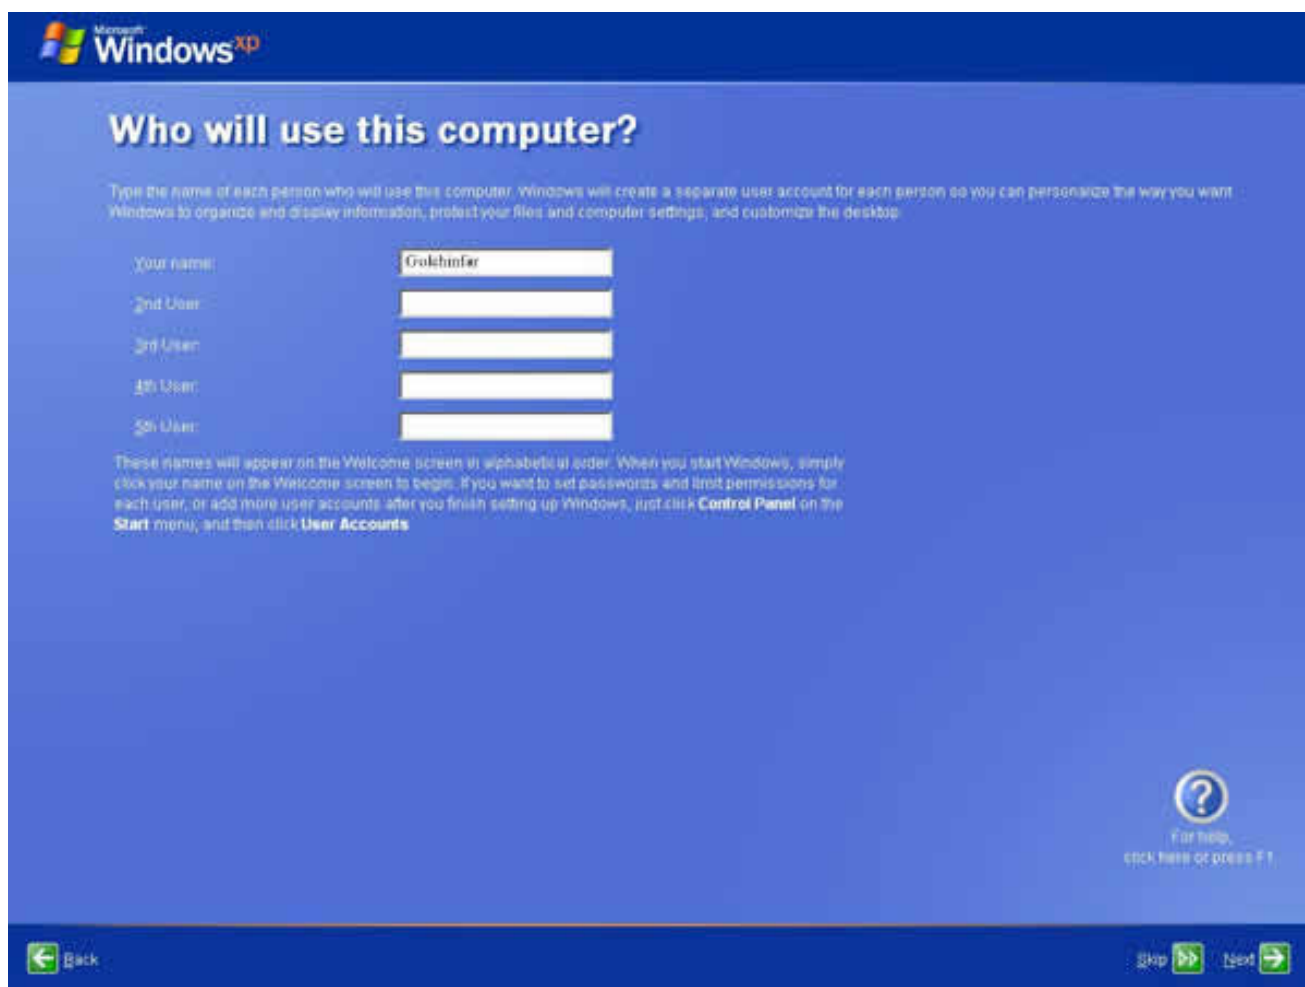 Microsoft
Windows xp
Who will use this computer?
Type the name of each person who will use this computer. Windows will create a separate user account for each person so you can personalize the way you want
Windows to organize and display information, protect your files and computer settings, and customize the desktop.
Your name:
Golchinfar
2nd User:
3rd User:
4th User:
5th User:
These names will appear on the Welcome screen in alphabetical order. When you start Windows, simply
click your name on the Welcome screen to begin. If you want to set passwords and limit permissions for
each user, or add more user accounts after you finish setting up Windows, just click Control Panel on the
Start menu, and then click User Accounts
For help,
click here or press F1
Back
Skip
Next